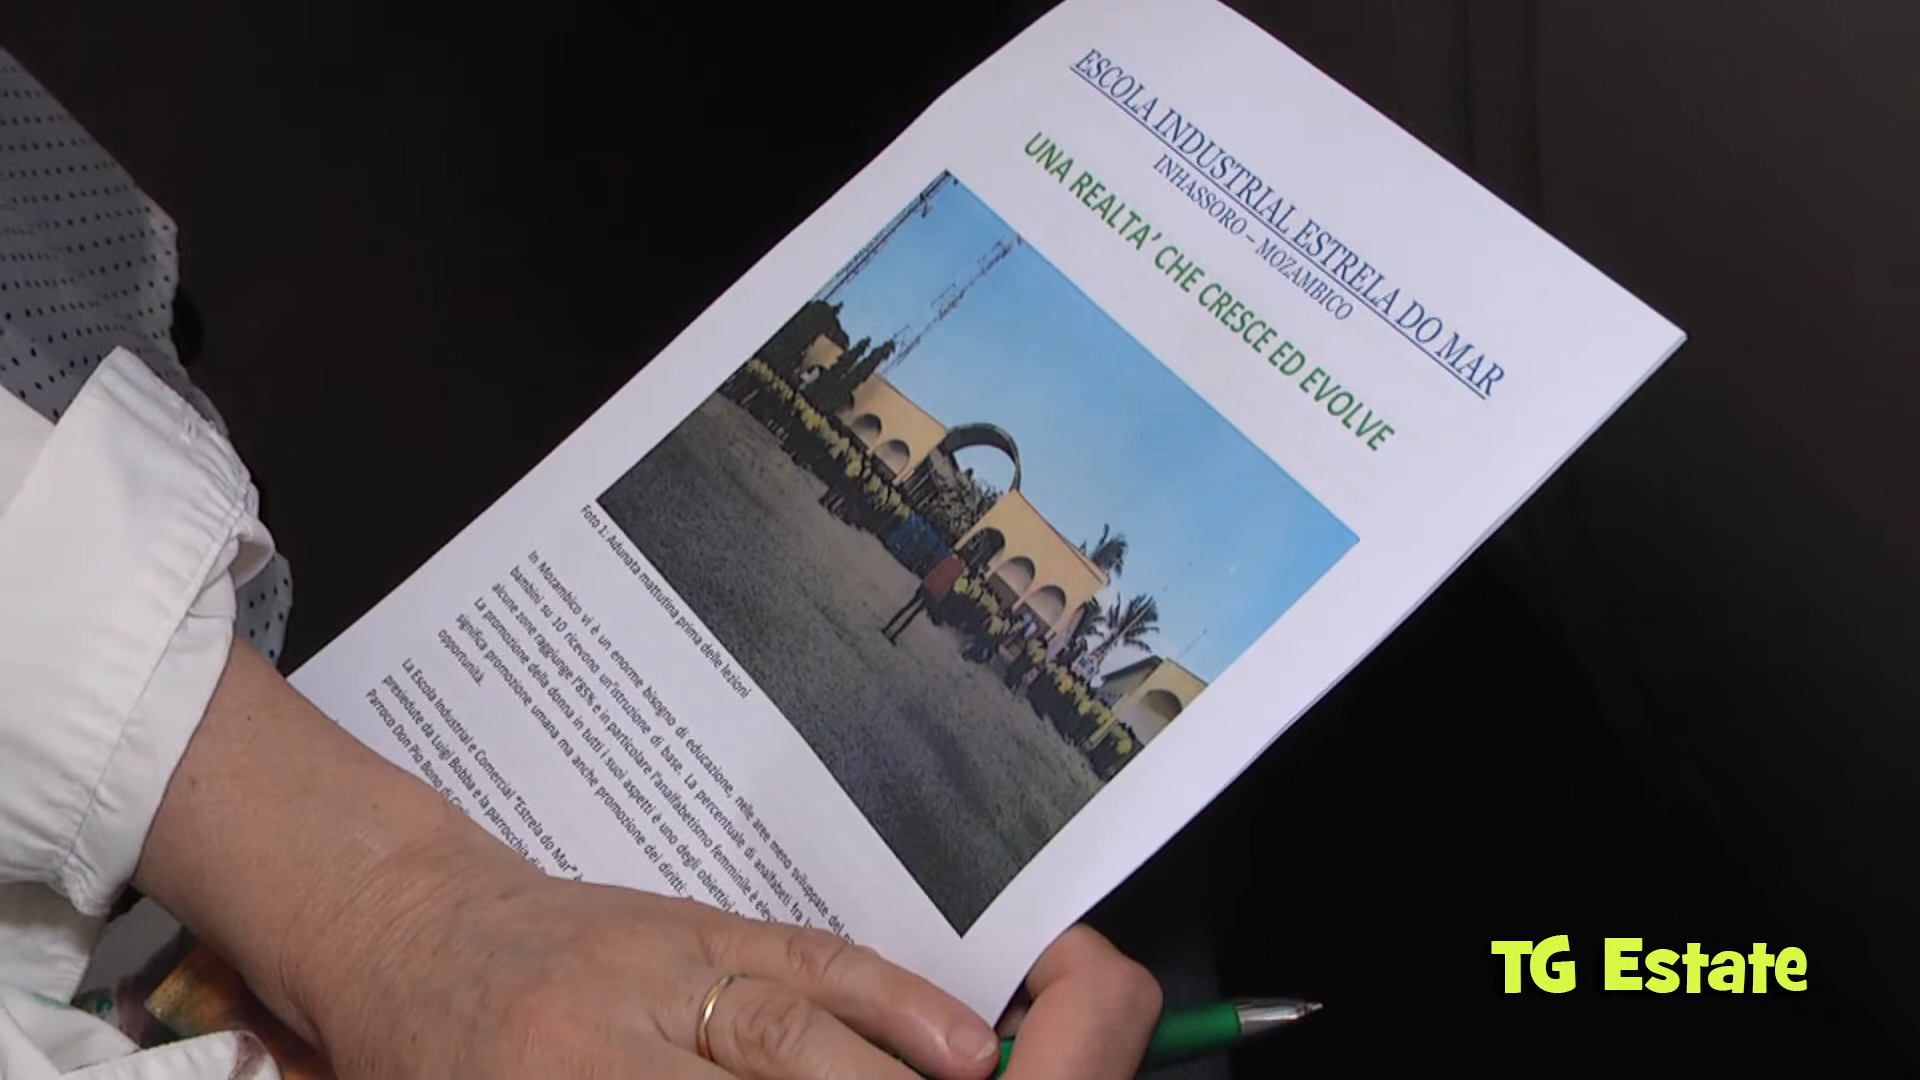 ESCOLA INDUSTRIAL ESTRELA DO MAR
INHASSORO – MOZAMBICO
UNA REALTA' CHE CRESCE ED EVOLVE
Foto 1: Adunata mattutina prima delle lezioni
In Mozambico vi è un enorme bisogno di educazione, nelle aree meno sviluppate del
bambini su 10 ricevono un'istruzione di base. La percentuale di analfabeti fra
alcune zone raggiunge l'85% e in particolare l'analfabetismo femminile è
La promozione della donna in tutti i suoi aspetti è uno degli obiettivi
significa promozione umana ma anche promozione dei diritti:
opportunità.
La Escola Industrial e Comercial "Estrela do Mar"
presiedute da Luigi Bobba e la parrocchia di
Parroco Don Pio Bono di
TG Estate